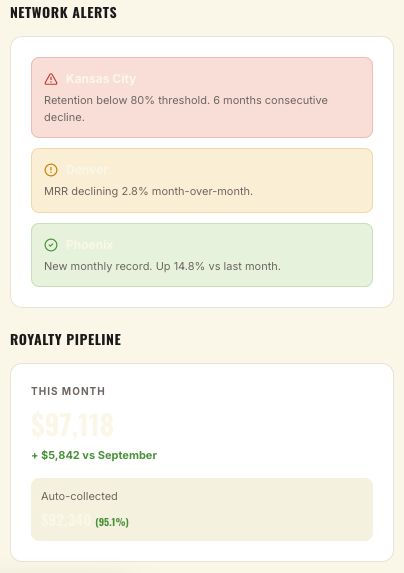 NETWORK ALERTS
Kansas City
Retention below 80% threshold. 6 months consecutive
decline.
Denver
MRR declining 2.8% month-over-month.
Phoenix
New monthly record. Up 14.8% vs last month.
ROYALTY PIPELINE
THIS MONTH
$97,118
+ $5,842 vs September
Auto-collected
(95.1%)